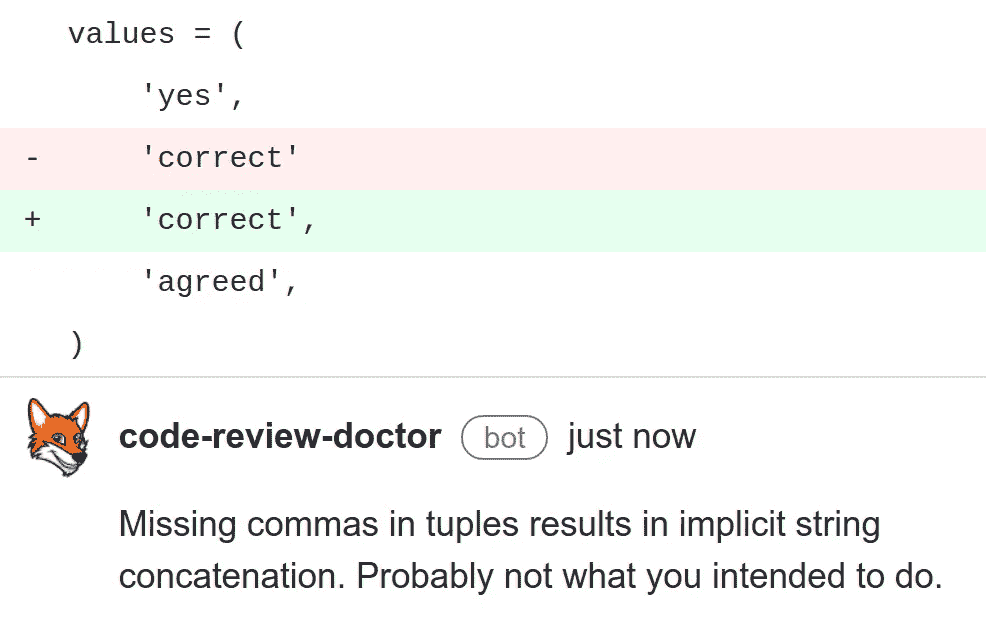 values = (
'yes',
- 'correct'
+ 'correct',
'agreed',
)
code-review-doctor bot just now
Missing commas in tuples results in implicit string
concatenation. Probably not what you intended to do.